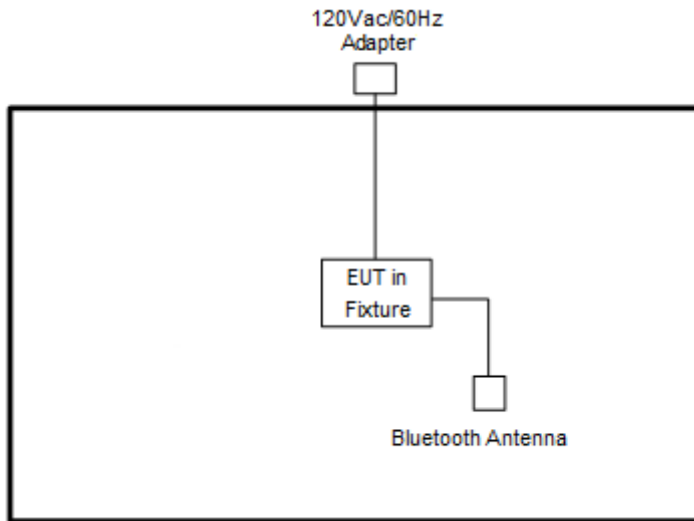 120Vac/60Hz
Adapter
EUT in
Fixture
Bluetooth Antenna